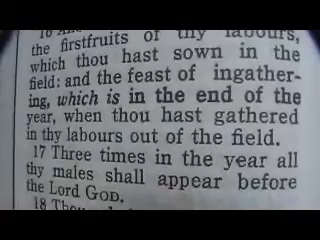 the firstfruits of thy labours,
which thou hast sown in the
field: and the feast of ingather-
ing, which is in the end of the
year, when thou hast gathered
in thy labours out of the field.
17 Three times in the year all
thy males shall appear before
the Lord GOD.
18